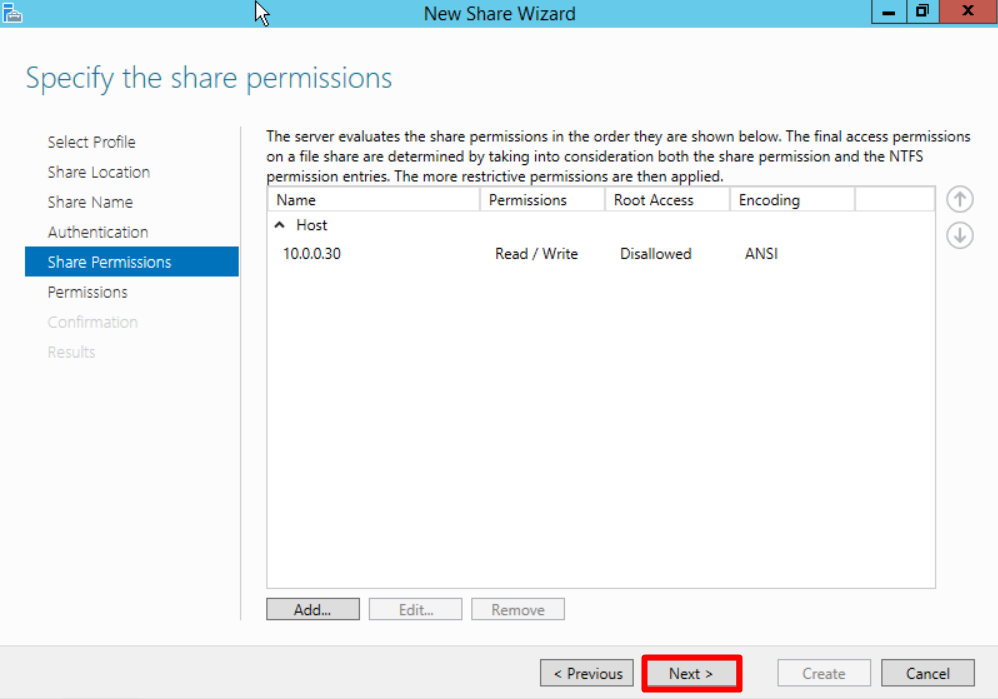 New Share Wizard
Specify the share permissions
Select Profile
Share Location
Share Name
Authentication
Share Permissions
Permissions
Confirmation
Results
The server evaluates the share permissions in the order they are shown below. The final access permissions
on a file share are determined by taking into consideration both the share permission and the NTFS
permission entries. The more restrictive permissions are then applied.
Name Permissions Root Access Encoding
Host
10.0.0.30 Read / Write Disallowed ANSI
Add... Edit... Remove
< Previous Next > Create Cancel